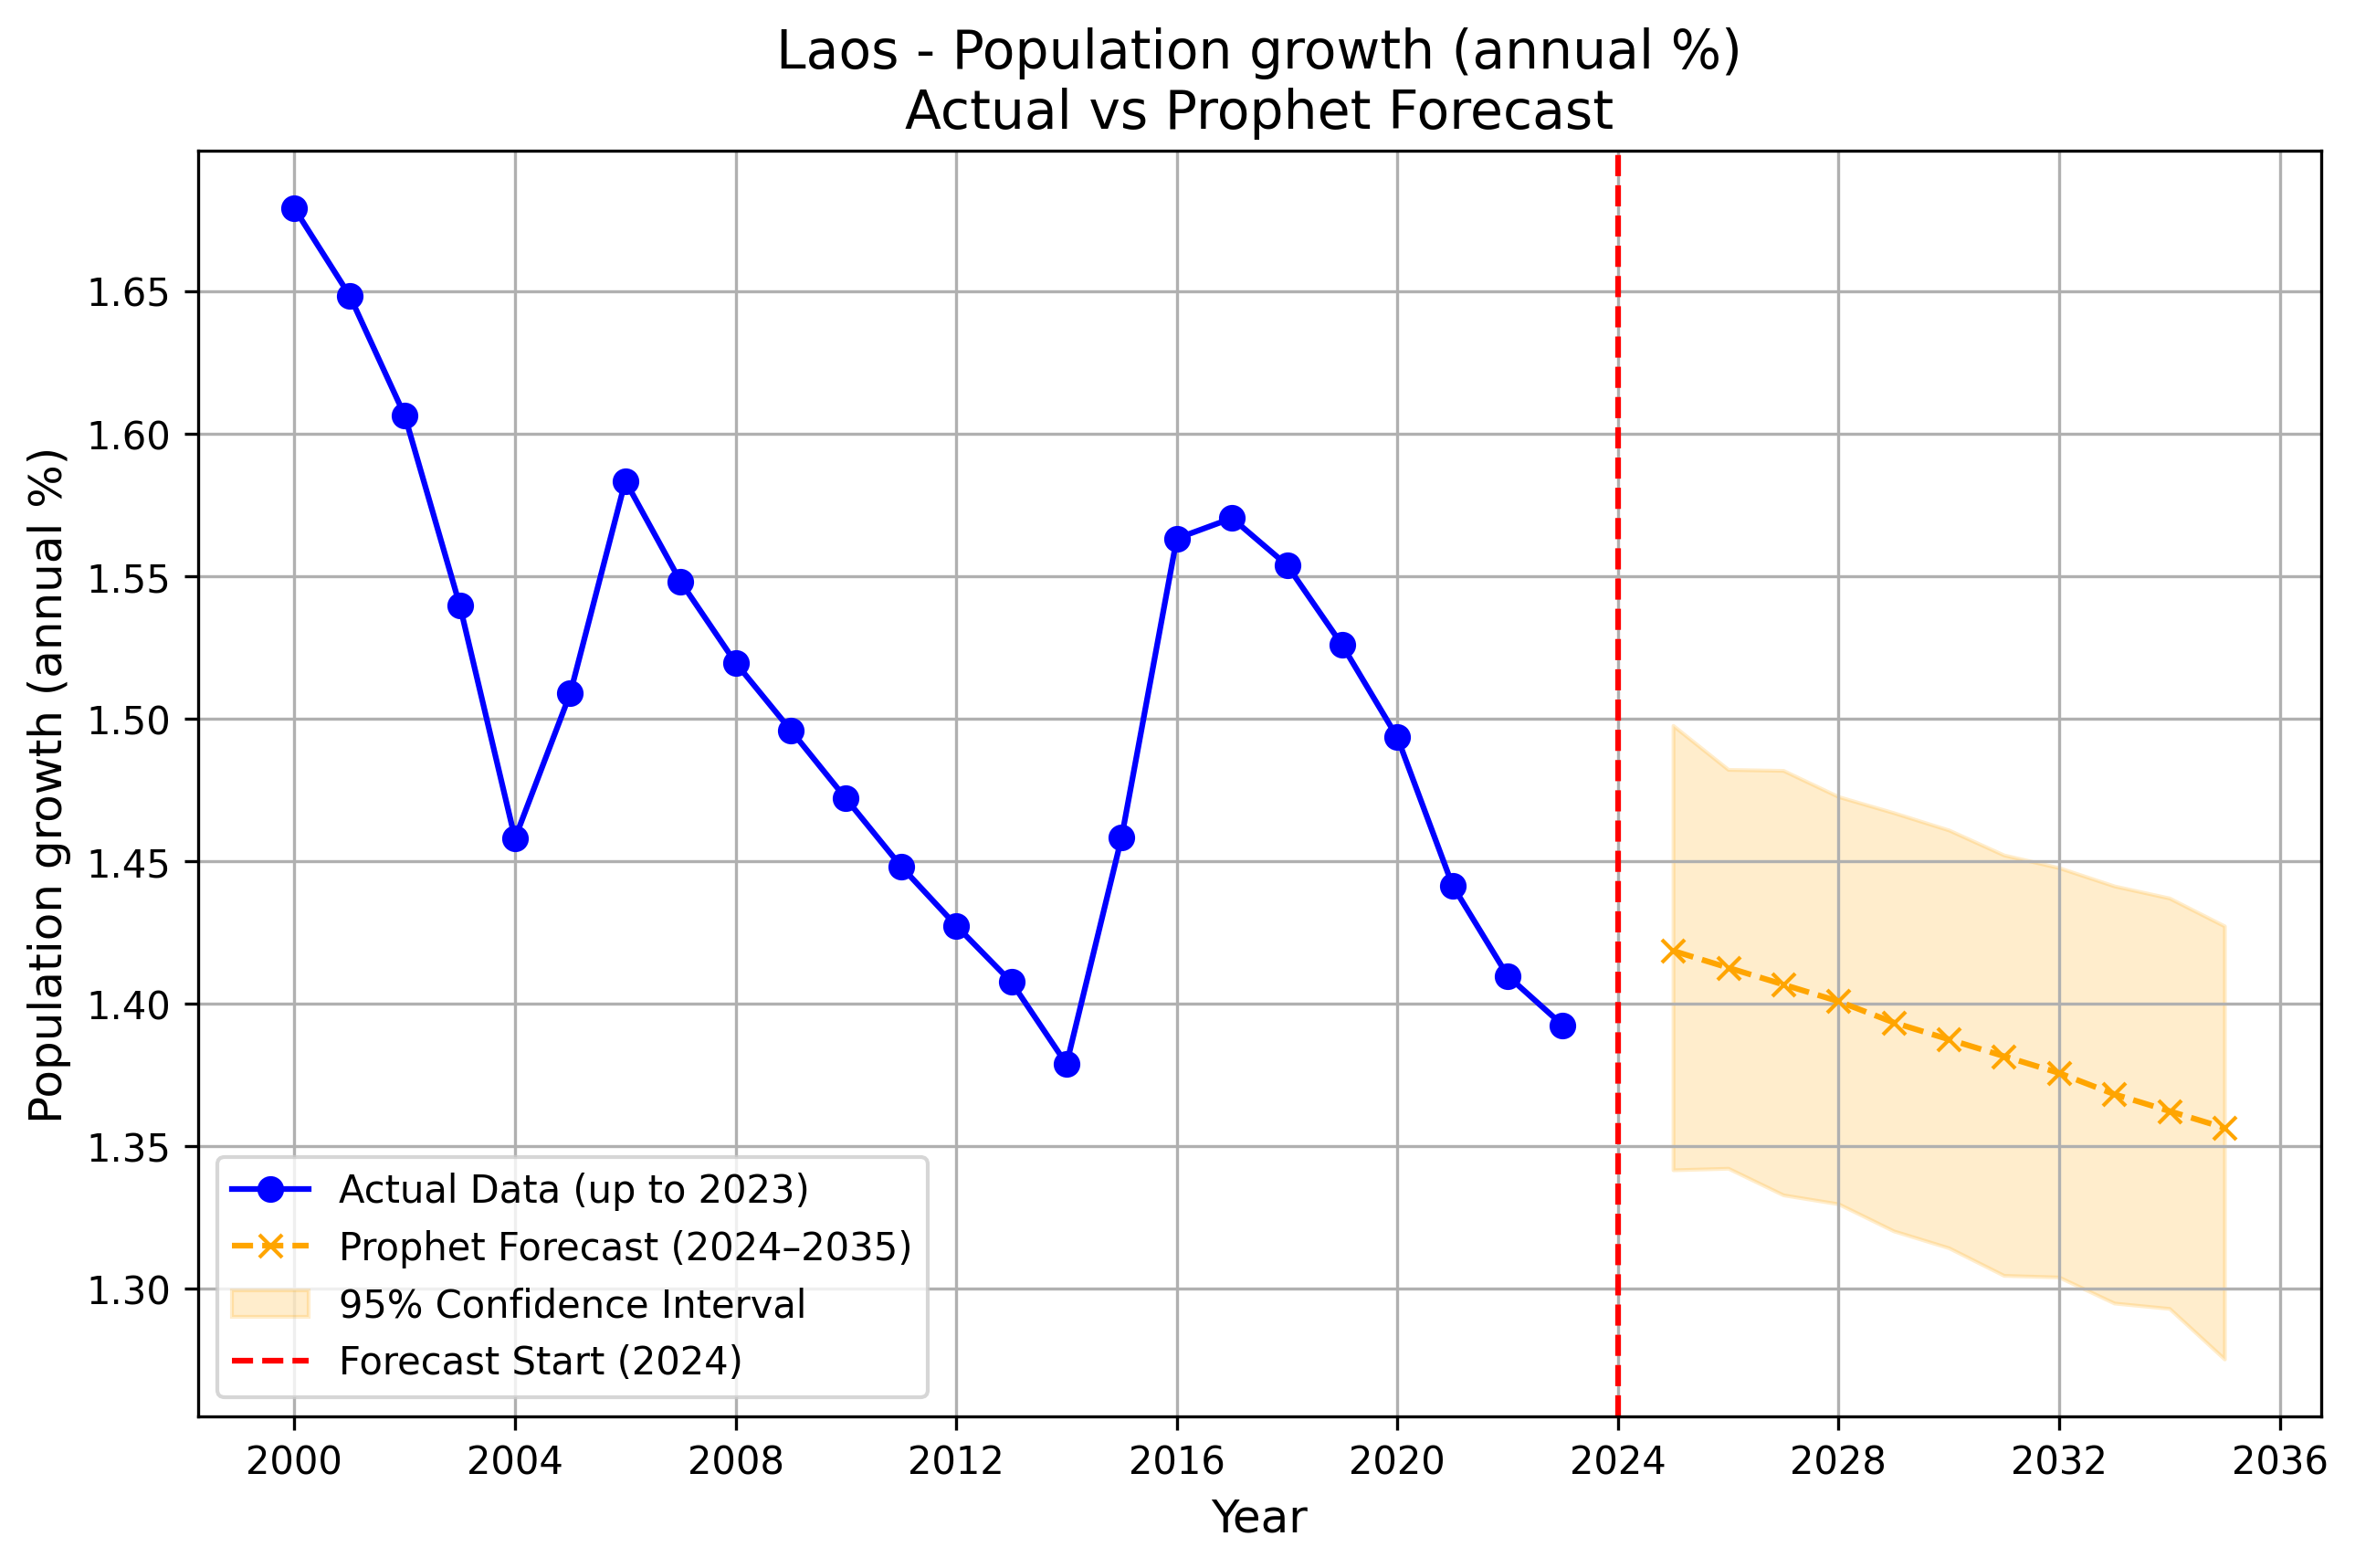 Laos - Population growth (annual %)
Actual vs Prophet Forecast
Population growth (annual %)
1.65
1.60
1.55
1.50
1.45
1.40
1.35
1.30
Actual Data (up to 2023)
Prophet Forecast (2024–2035)
95% Confidence Interval
Forecast Start (2024)
2000 2004 2008 2012 2016 2020 2024 2028 2032 2036
Year